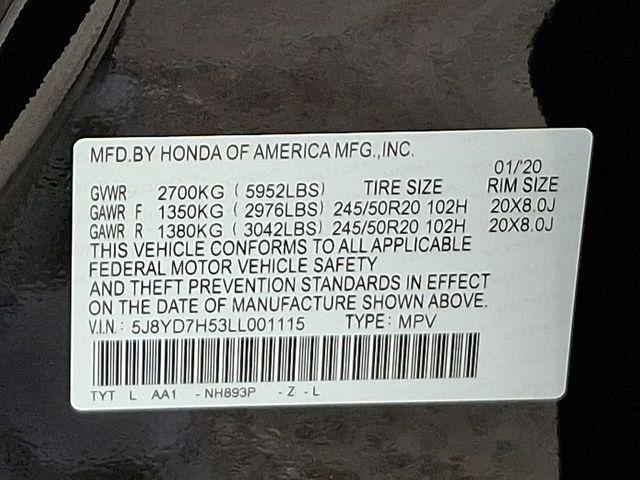 MFD.BY HONDA OF AMERICA MFG.,INC.
01/'20
GVWR 2700KG (5952LBS) TIRE SIZE RIM SIZE
GAWR F 1350KG (2976LBS) 245/50R20 102H 20X8.0J
GAWR R 1380KG (3042LBS) 245/50R20 102H 20X8.0J
THIS VEHICLE CONFORMS TO ALL APPLICABLE
FEDERAL MOTOR VEHICLE SAFETY
AND THEFT PREVENTION STANDARDS IN EFFECT
ON THE DATE OF MANUFACTURE SHOWN ABOVE.
V.I.N.: 5J8YD7H53LL001115 TYPE: MPV
TYT L AA1 - NH893P - Z - L